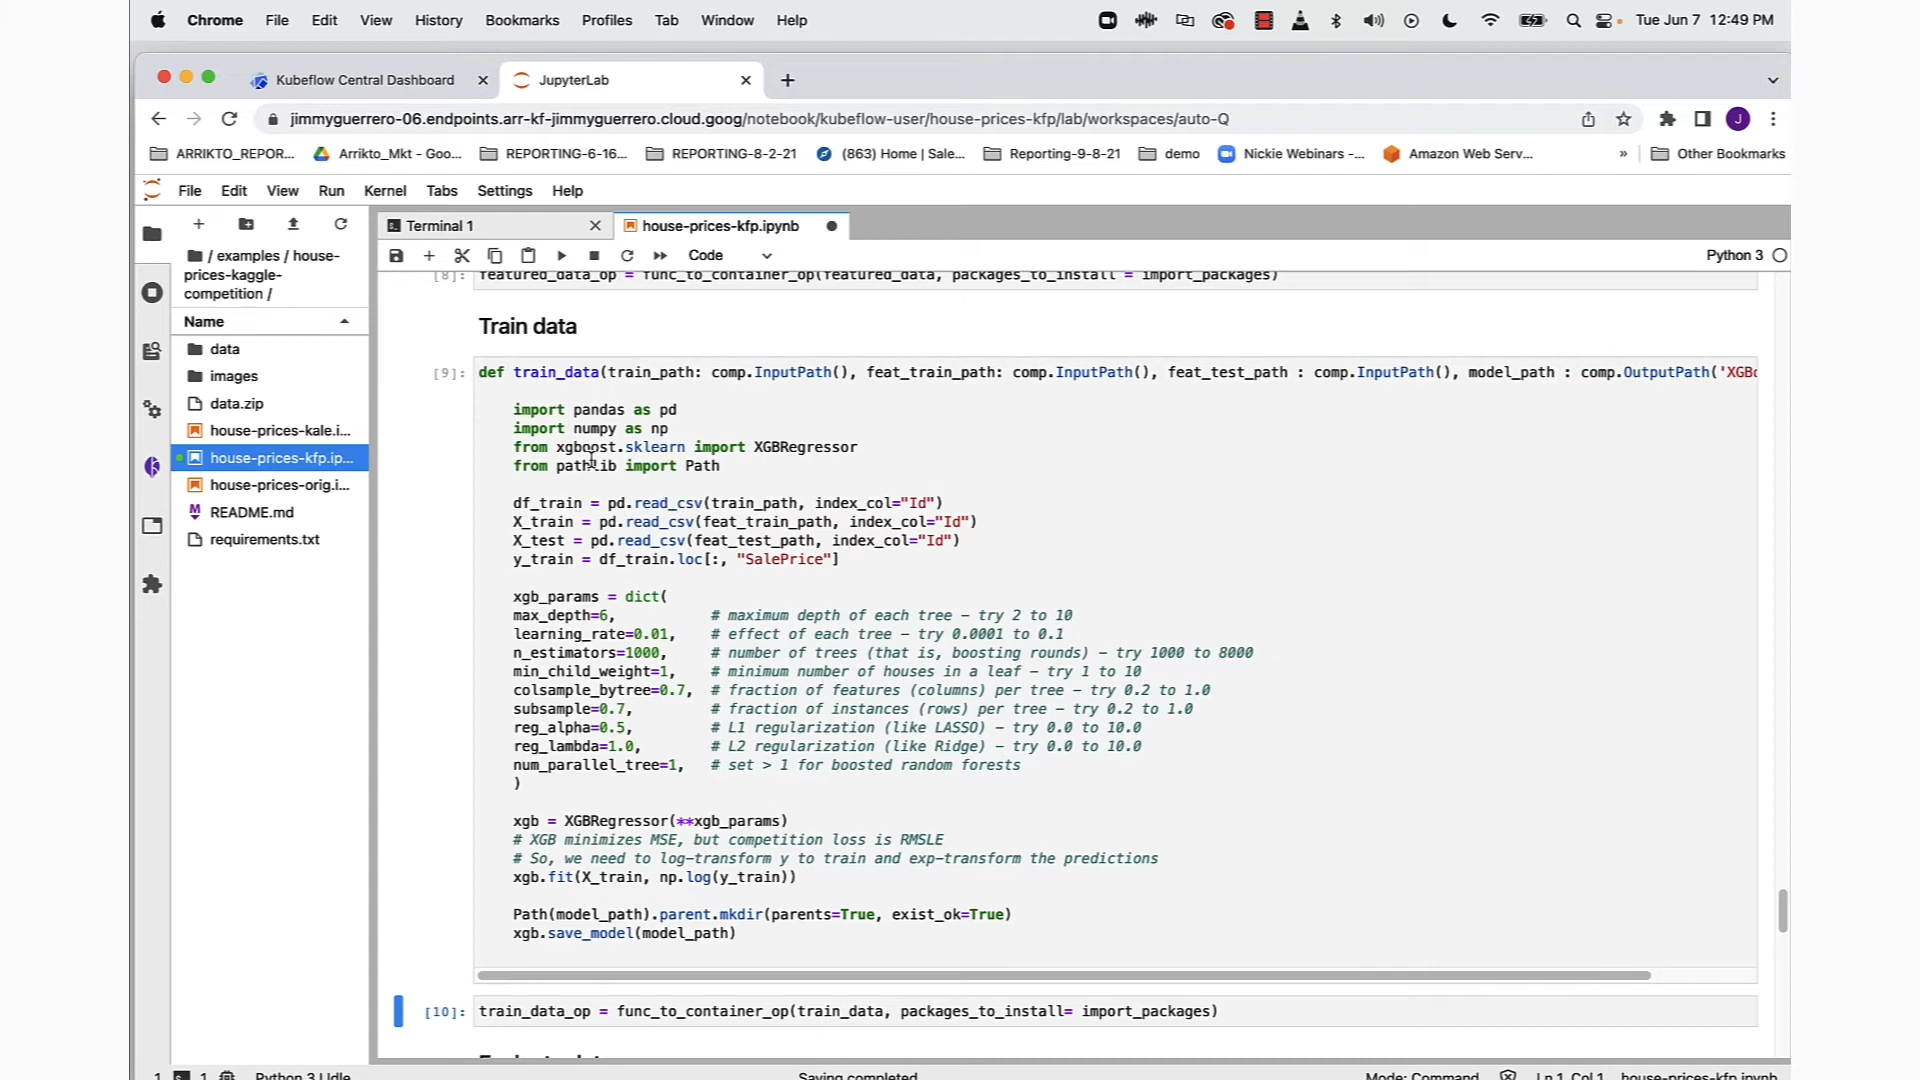 Chrome File Edit View History Bookmarks Profiles Tab Window Help Tue Jun 7 12:49 PM
Kubeflow Central Dashboard JupyterLab
jimmyguerrero-06.endpoints.arr-kf-jimmyguerrero.cloud.goog/notebook/kubeflow-user/house-prices-kfp/lab/workspaces/auto-Q J
ARRIKTO_REPOR... Arrikto_Mkt - Goo... REPORTING-6-16... REPORTING-8-2-21 (863) Home | Sale... Reporting-9-8-21 demo Nickie Webinars -... Amazon Web Serv... » Other Bookmarks
File Edit View Run Kernel Tabs Settings Help
Terminal 1 house-prices-kfp.ipynb
Code Python 3
/ examples / house-
prices-kaggle-
competition /
Name
data
images
data.zip
house-prices-kale.i...
house-prices-kfp.ip...
house-prices-orig.i...
README.md
requirements.txt
[8]: featured_data_op = func_to_container_op(featured_data, packages_to_install = import_packages)
Train data
[9]: def train_data(train_path: comp.InputPath(), feat_train_path: comp.InputPath(), feat_test_path : comp.InputPath(), model_path : comp.OutputPath('XGBo
import pandas as pd
import numpy as np
from xgboost.sklearn import XGBRegressor
from pathlib import Path
df_train = pd.read_csv(train_path, index_col="Id")
X_train = pd.read_csv(feat_train_path, index_col="Id")
X_test = pd.read_csv(feat_test_path, index_col="Id")
y_train = df_train.loc[:, "SalePrice"]
xgb_params = dict(
max_depth=6, # maximum depth of each tree – try 2 to 10
learning_rate=0.01, # effect of each tree – try 0.0001 to 0.1
n_estimators=1000, # number of trees (that is, boosting rounds) – try 1000 to 8000
min_child_weight=1, # minimum number of houses in a leaf – try 1 to 10
colsample_bytree=0.7, # fraction of features (columns) per tree – try 0.2 to 1.0
subsample=0.7, # fraction of instances (rows) per tree – try 0.2 to 1.0
reg_alpha=0.5, # L1 regularization (like LASSO) – try 0.0 to 10.0
reg_lambda=1.0, # L2 regularization (like Ridge) – try 0.0 to 10.0
num_parallel_tree=1, # set > 1 for boosted random forests
)
xgb = XGBRegressor(**xgb_params)
# XGB minimizes MSE, but competition loss is RMSLE
# So, we need to log-transform y to train and exp-transform the predictions
xgb.fit(X_train, np.log(y_train))
Path(model_path).parent.mkdir(parents=True, exist_ok=True)
xgb.save_model(model_path)
[10]: train_data_op = func_to_container_op(train_data, packages_to_install= import_packages)
1 1 Python 3 | Idle Saving completed Mode: Command Ln 1, Col 1 house-prices-kfp.ipynb